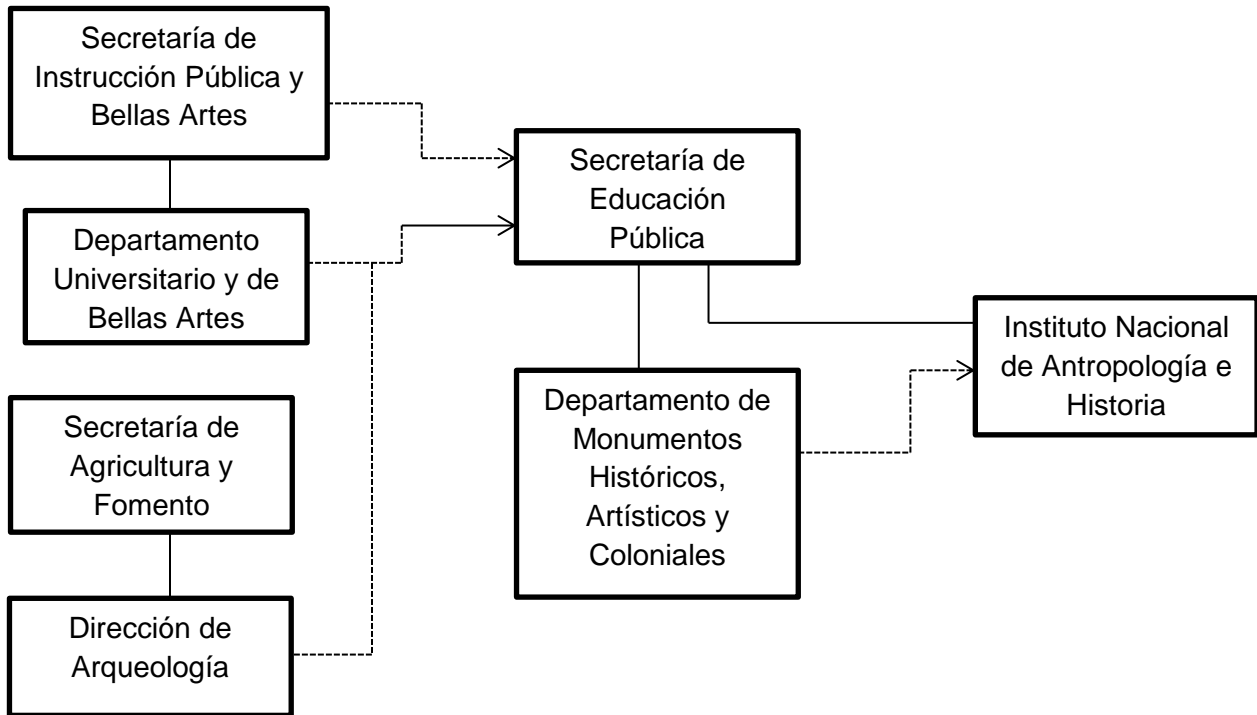 Secretaría de
Instrucción Pública y
Bellas Artes
Departamento
Universitario y de
Bellas Artes
Secretaría de
Agricultura y
Fomento
Dirección de
Arqueología
Secretaría de
Educación
Pública
Departamento de
Monumentos
Históricos,
Artísticos y
Coloniales
Instituto Nacional
de Antropología e
Historia